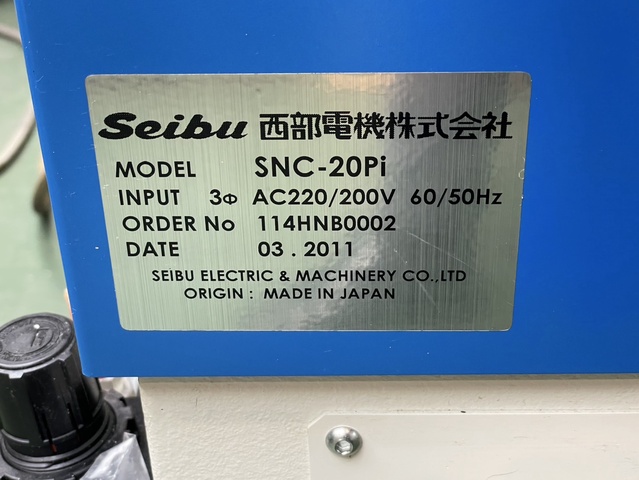 Seibu 西部電機株式会社
MODEL SNC-20Pi
INPUT 3Φ AC220/200V 60/50Hz
ORDER No 114HNB0002
DATE 03 . 2011
SEIBU ELECTRIC & MACHINERY CO.,LTD
ORIGIN : MADE IN JAPAN